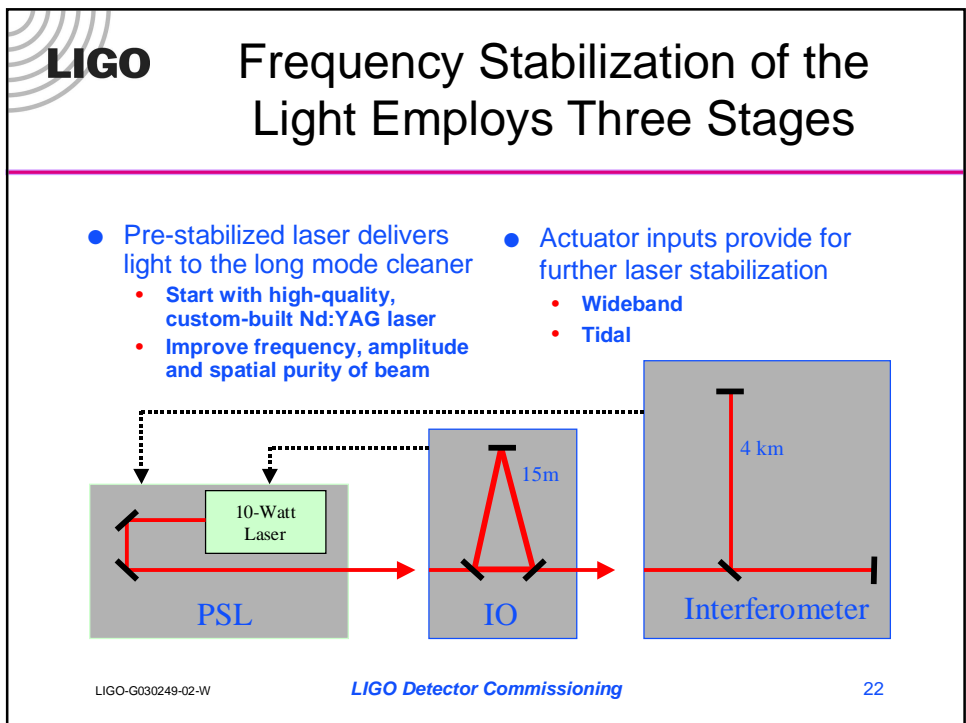 LIGO
Frequency Stabilization of the
Light Employs Three Stages
● Pre-stabilized laser delivers
light to the long mode cleaner
• Start with high-quality,
custom-built Nd:YAG laser
• Improve frequency, amplitude
and spatial purity of beam
● Actuator inputs provide for
further laser stabilization
• Wideband
• Tidal
4 km
15m
10-Watt
Laser
PSL
IO
Interferometer
LIGO-G030249-02-W
LIGO Detector Commissioning
22